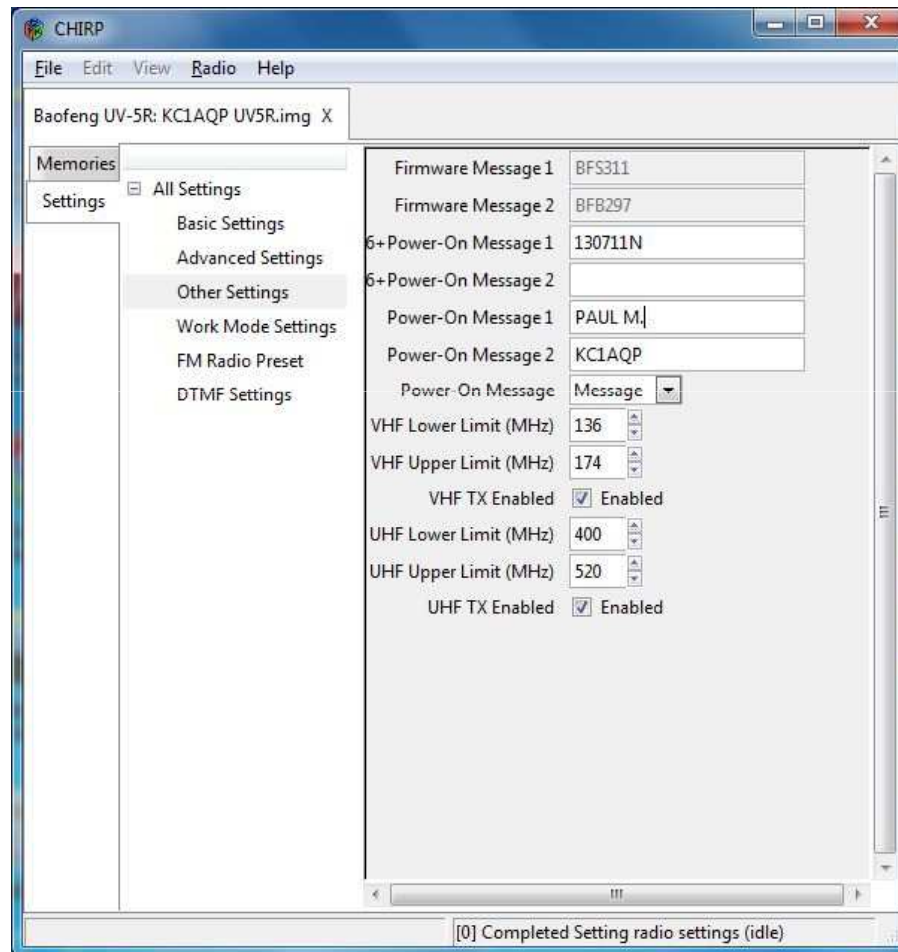 CHIRP
File Edit View Radio Help
Baofeng UV-5R: KC1AQP UV5R.img X
Memories
Settings
All Settings
Basic Settings
Advanced Settings
Other Settings
Work Mode Settings
FM Radio Preset
DTMF Settings
Firmware Message 1 BFS311
Firmware Message 2 BFB297
6+Power-On Message 1 130711N
6+Power-On Message 2
Power-On Message 1 PAUL M.
Power-On Message 2 KC1AQP
Power-On Message Message
VHF Lower Limit (MHz) 136
VHF Upper Limit (MHz) 174
VHF TX Enabled Enabled
UHF Lower Limit (MHz) 400
UHF Upper Limit (MHz) 520
UHF TX Enabled Enabled
[0] Completed Setting radio settings (idle)